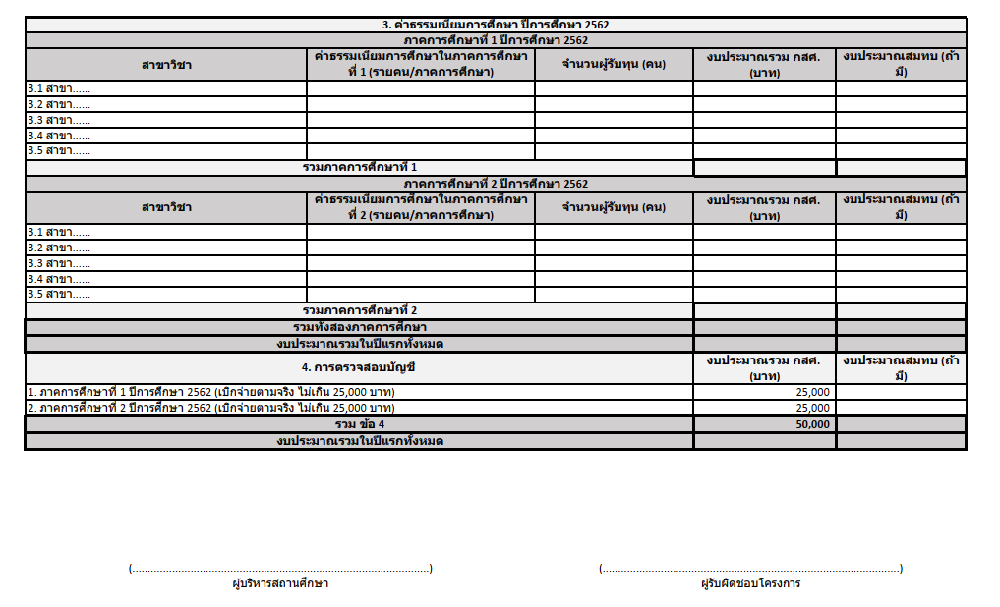 3. ค่าธรรมเนียมการศึกษา ปีการศึกษา 2562
ภาคการศึกษาที่ 1 ปีการศึกษา 2562
สาขาวิชา ค่าธรรมเนียมการศึกษาในภาคการศึกษา จำนวนผู้รับทุน (คน) งบประมาณรวม กสศ. งบประมาณสมทบ (ถ้า
ที่ 1 (รายคน/ภาคการศึกษา) (บาท) มี)
3.1 สาขา......
3.2 สาขา......
3.3 สาขา......
3.4 สาขา......
3.5 สาขา......
รวมภาคการศึกษาที่ 1
ภาคการศึกษาที่ 2 ปีการศึกษา 2562
สาขาวิชา ค่าธรรมเนียมการศึกษาในภาคการศึกษา จำนวนผู้รับทุน (คน) งบประมาณรวม กสศ. งบประมาณสมทบ (ถ้า
ที่ 2 (รายคน/ภาคการศึกษา) (บาท) มี)
3.1 สาขา......
3.2 สาขา......
3.3 สาขา......
3.4 สาขา......
3.5 สาขา......
รวมภาคการศึกษาที่ 2
รวมทั้งสองภาคการศึกษา
งบประมาณรวมในปีแรกทั้งหมด
4. การตรวจสอบบัญชี งบประมาณรวม กสศ. งบประมาณสมทบ (ถ้า
(บาท) มี)
1. ภาคการศึกษาที่ 1 ปีการศึกษา 2562 (เบิกจ่ายตามจริง ไม่เกิน 25,000 บาท) 25,000
2. ภาคการศึกษาที่ 2 ปีการศึกษา 2562 (เบิกจ่ายตามจริง ไม่เกิน 25,000 บาท) 25,000
รวม ข้อ 4 50,000
งบประมาณรวมในปีแรกทั้งหมด
(.................................................................................................) (.................................................................................................)
ผู้บริหารสถานศึกษา ผู้รับผิดชอบโครงการ